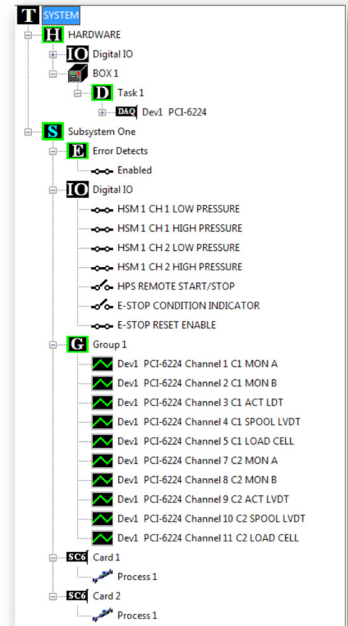 T SYSTEM
H HARDWARE
IO Digital IO
BOX 1
D Task 1
DAQ Dev1 PCI-6224
S Subsystem One
E Error Detects
Enabled
IO Digital IO
HSM 1 CH 1 LOW PRESSURE
HSM 1 CH 1 HIGH PRESSURE
HSM 1 CH 2 LOW PRESSURE
HSM 1 CH 2 HIGH PRESSURE
HPS REMOTE START/STOP
E-STOP CONDITION INDICATOR
E-STOP RESET ENABLE
G Group 1
Dev1 PCI-6224 Channel 1 C1 MON A
Dev1 PCI-6224 Channel 2 C1 MON B
Dev1 PCI-6224 Channel 3 C1 ACT LDT
Dev1 PCI-6224 Channel 4 C1 SPOOL LVDT
Dev1 PCI-6224 Channel 5 C1 LOAD CELL
Dev1 PCI-6224 Channel 7 C2 MON A
Dev1 PCI-6224 Channel 8 C2 MON B
Dev1 PCI-6224 Channel 9 C2 ACT LVDT
Dev1 PCI-6224 Channel 10 C2 SPOOL LVDT
Dev1 PCI-6224 Channel 11 C2 LOAD CELL
SC6 Card 1
Process 1
SC6 Card 2
Process 1